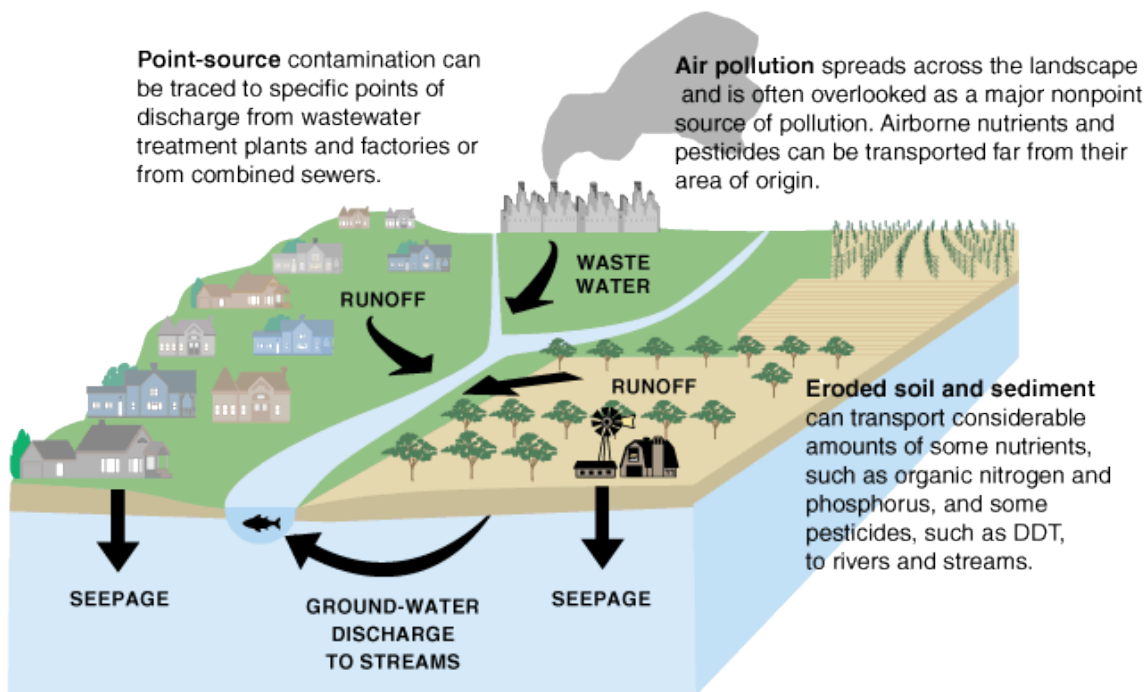 Point-source contamination can
be traced to specific points of
discharge from wastewater
treatment plants and factories or
from combined sewers.
Air pollution spreads across the landscape
and is often overlooked as a major nonpoint
source of pollution. Airborne nutrients and
pesticides can be transported far from their
area of origin.
WASTE
WATER
RUNOFF
RUNOFF
Eroded soil and sediment
can transport considerable
amounts of some nutrients,
such as organic nitrogen and
phosphorus, and some
pesticides, such as DDT,
to rivers and streams.
SEEPAGE
GROUND-WATER
DISCHARGE
TO STREAMS
SEEPAGE